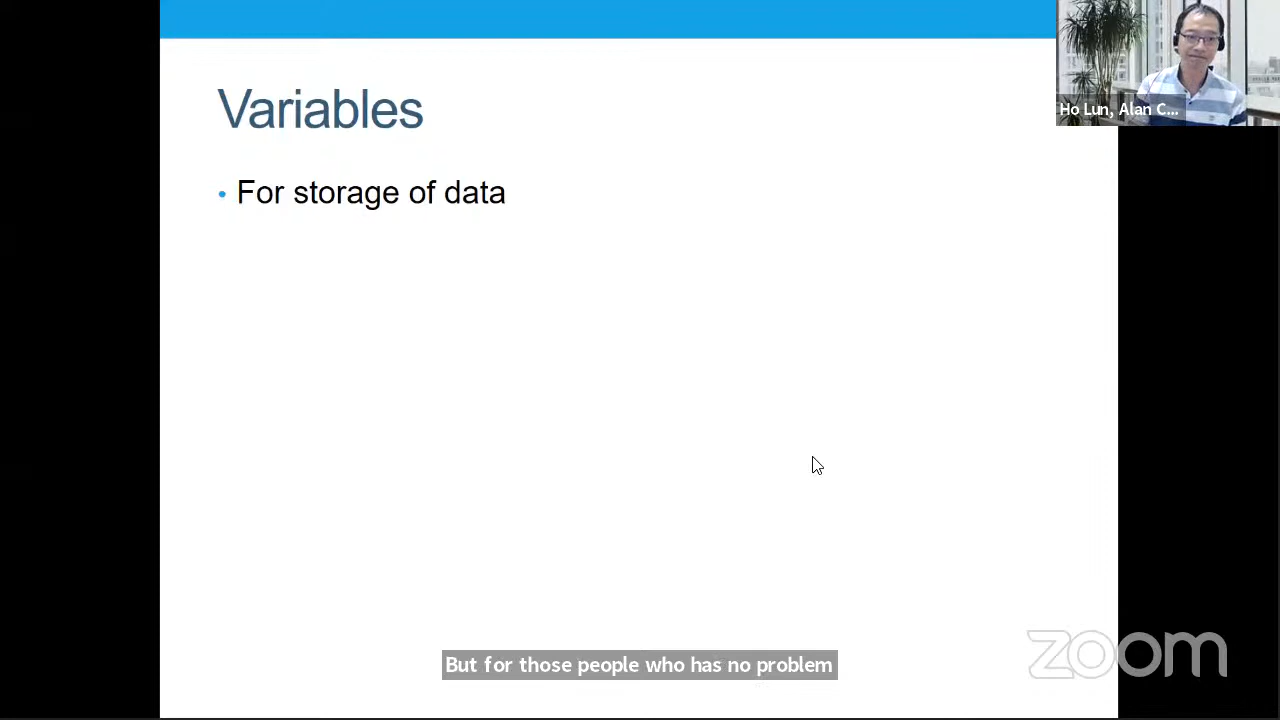 Variables
Ho Lun, Alan C...
• For storage of data
But for those people who has no problem
zoom